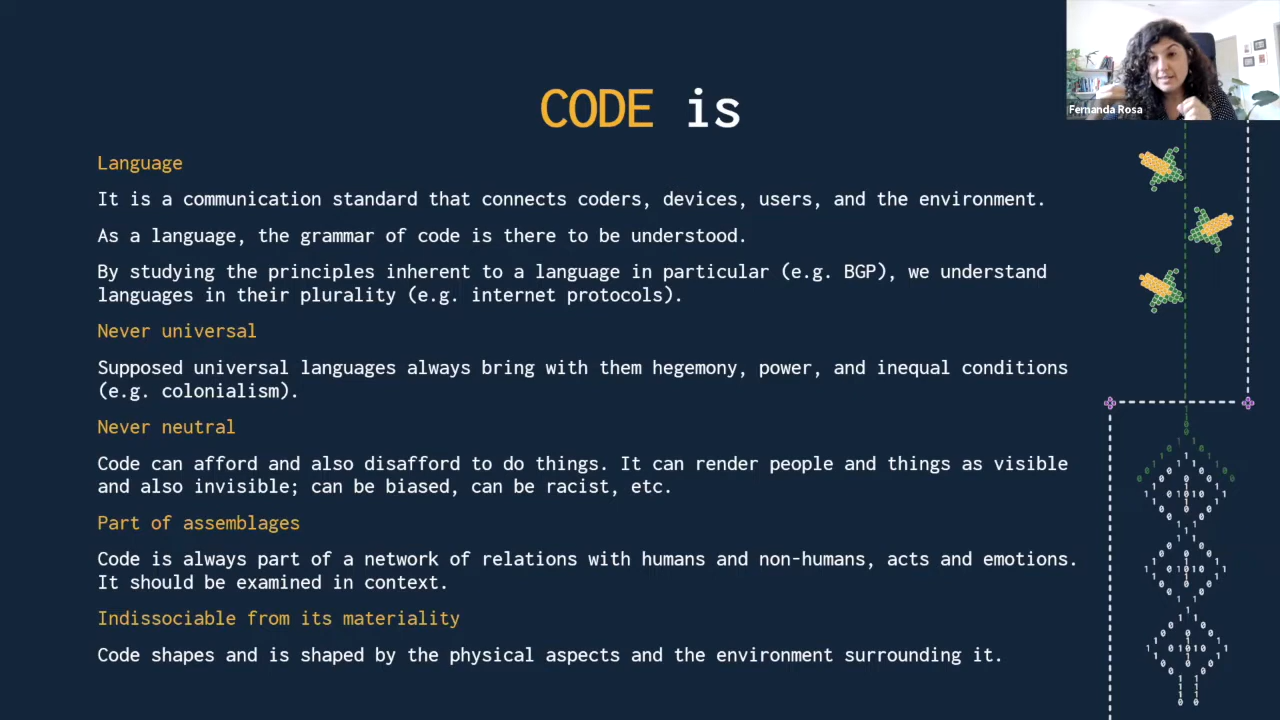 Fernanda Rosa
CODE is
Language
It is a communication standard that connects coders, devices, users, and the environment.
As a language, the grammar of code is there to be understood.
By studying the principles inherent to a language in particular (e.g. BGP), we understand
languages in their plurality (e.g. internet protocols).
Never universal
Supposed universal languages always bring with them hegemony, power, and inequal conditions
(e.g. colonialism).
Never neutral
Code can afford and also disafford to do things. It can render people and things as visible
and also invisible; can be biased, can be racist, etc.
Part of assemblages
Code is always part of a network of relations with humans and non-humans, acts and emotions.
It should be examined in context.
Indissociable from its materiality
Code shapes and is shaped by the physical aspects and the environment surrounding it.